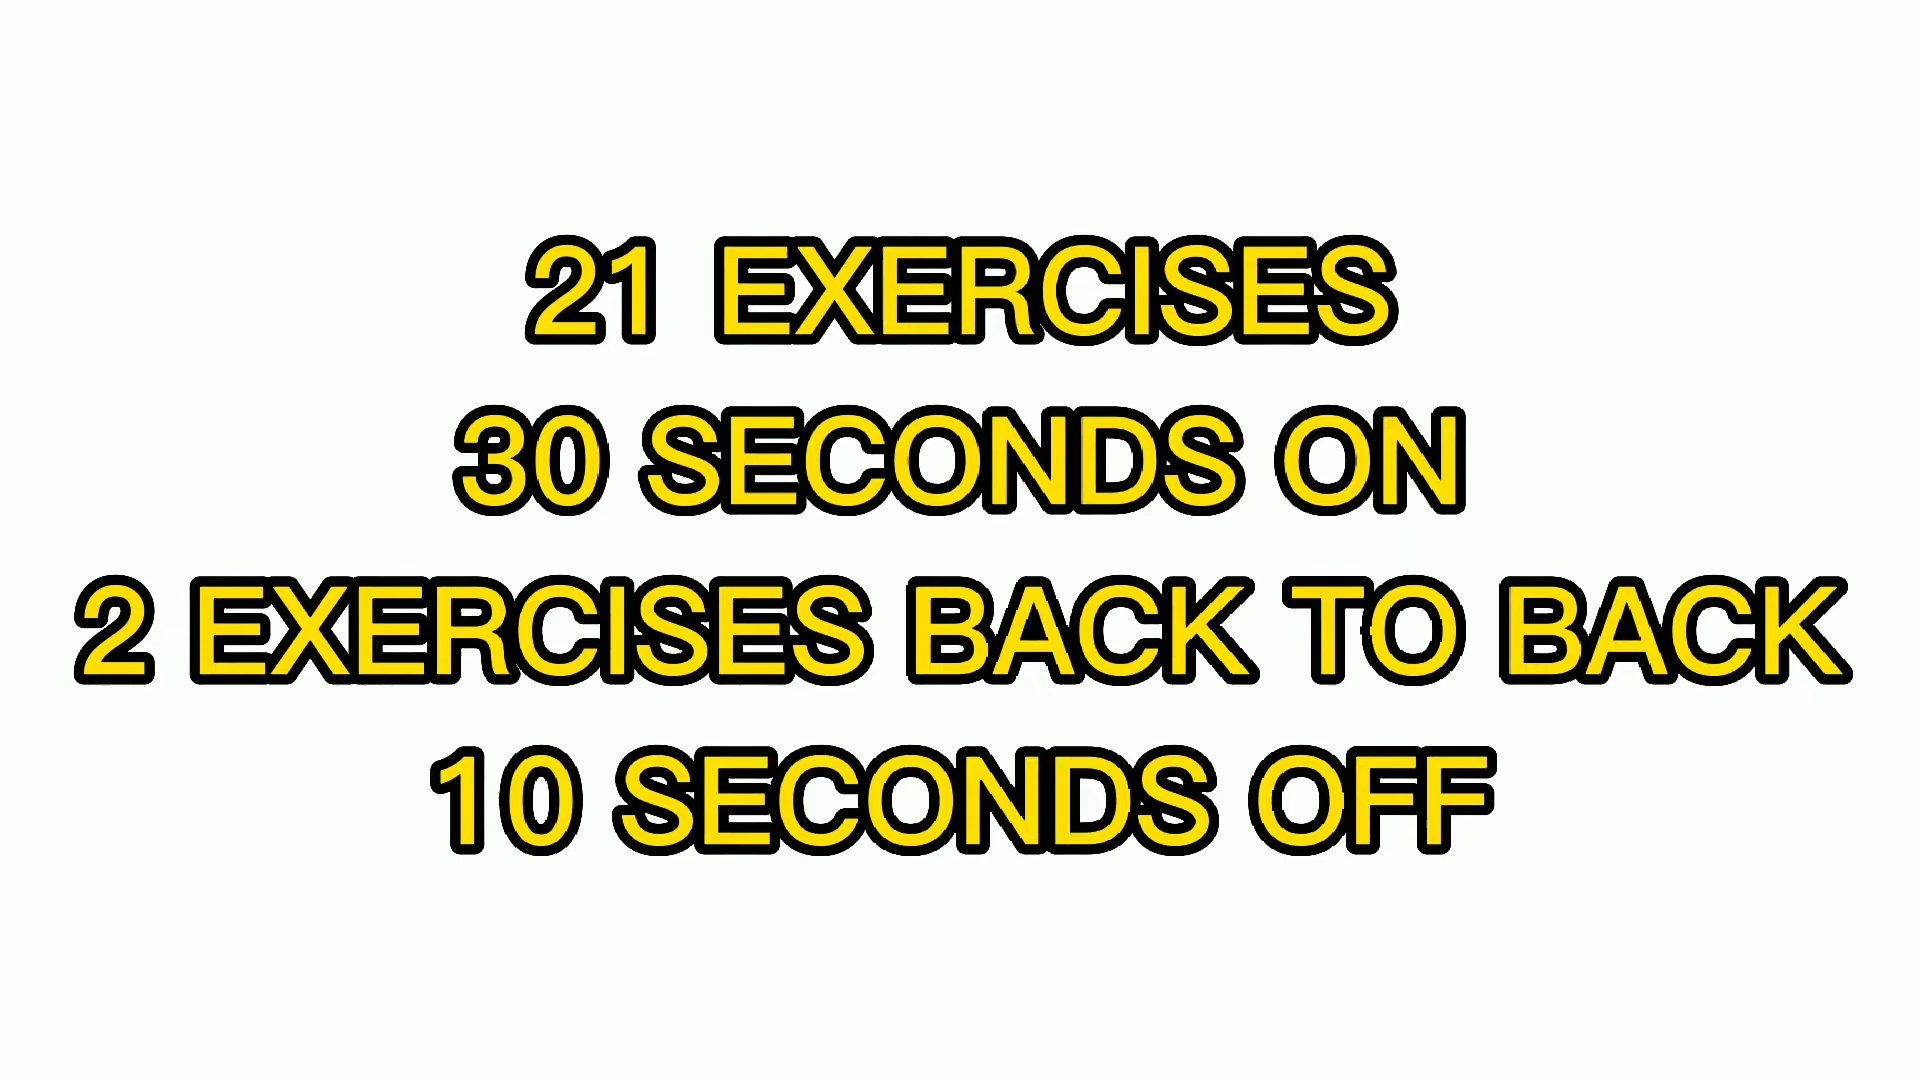 21 EXERCISES
30 SECONDS ON
2 EXERCISES BACK TO BACK
10 SECONDS OFF